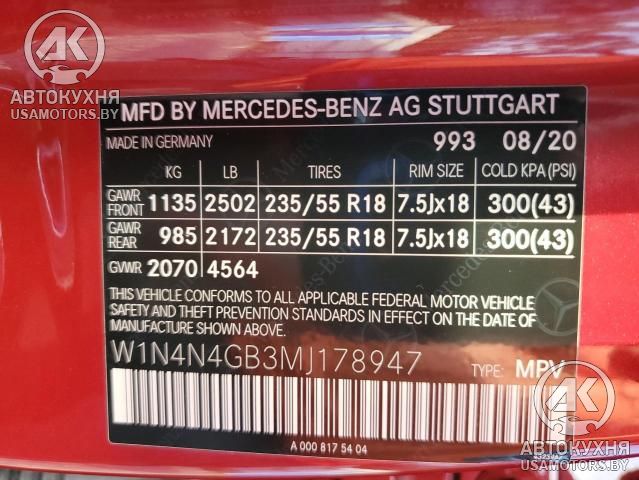 АК
АВТОКУХНЯ
USAMOTORS.BY
MFD BY MERCEDES-BENZ AG STUTTGART
MADE IN GERMANY 993 08/20
KG LB TIRES RIM SIZE COLD KPA(PSI)
GAWR FRONT 1135 2502 235/55 R18 7.5Jx18 300(43)
GAWR REAR 985 2172 235/55 R18 7.5Jx18 300(43)
GVWR 2070 4564
THIS VEHICLE CONFORMS TO ALL APPLICABLE FEDERAL MOTOR VEHICLE
SAFETY AND THEFT PREVENTION STANDARDS IN EFFECT ON THE DATE OF
MANUFACTURE SHOWN ABOVE.
W1N4N4GB3MJ178947 TYPE: MPV
A 000 817 54 04
АК
АВТОКУХНЯ
USAMOTORS.BY